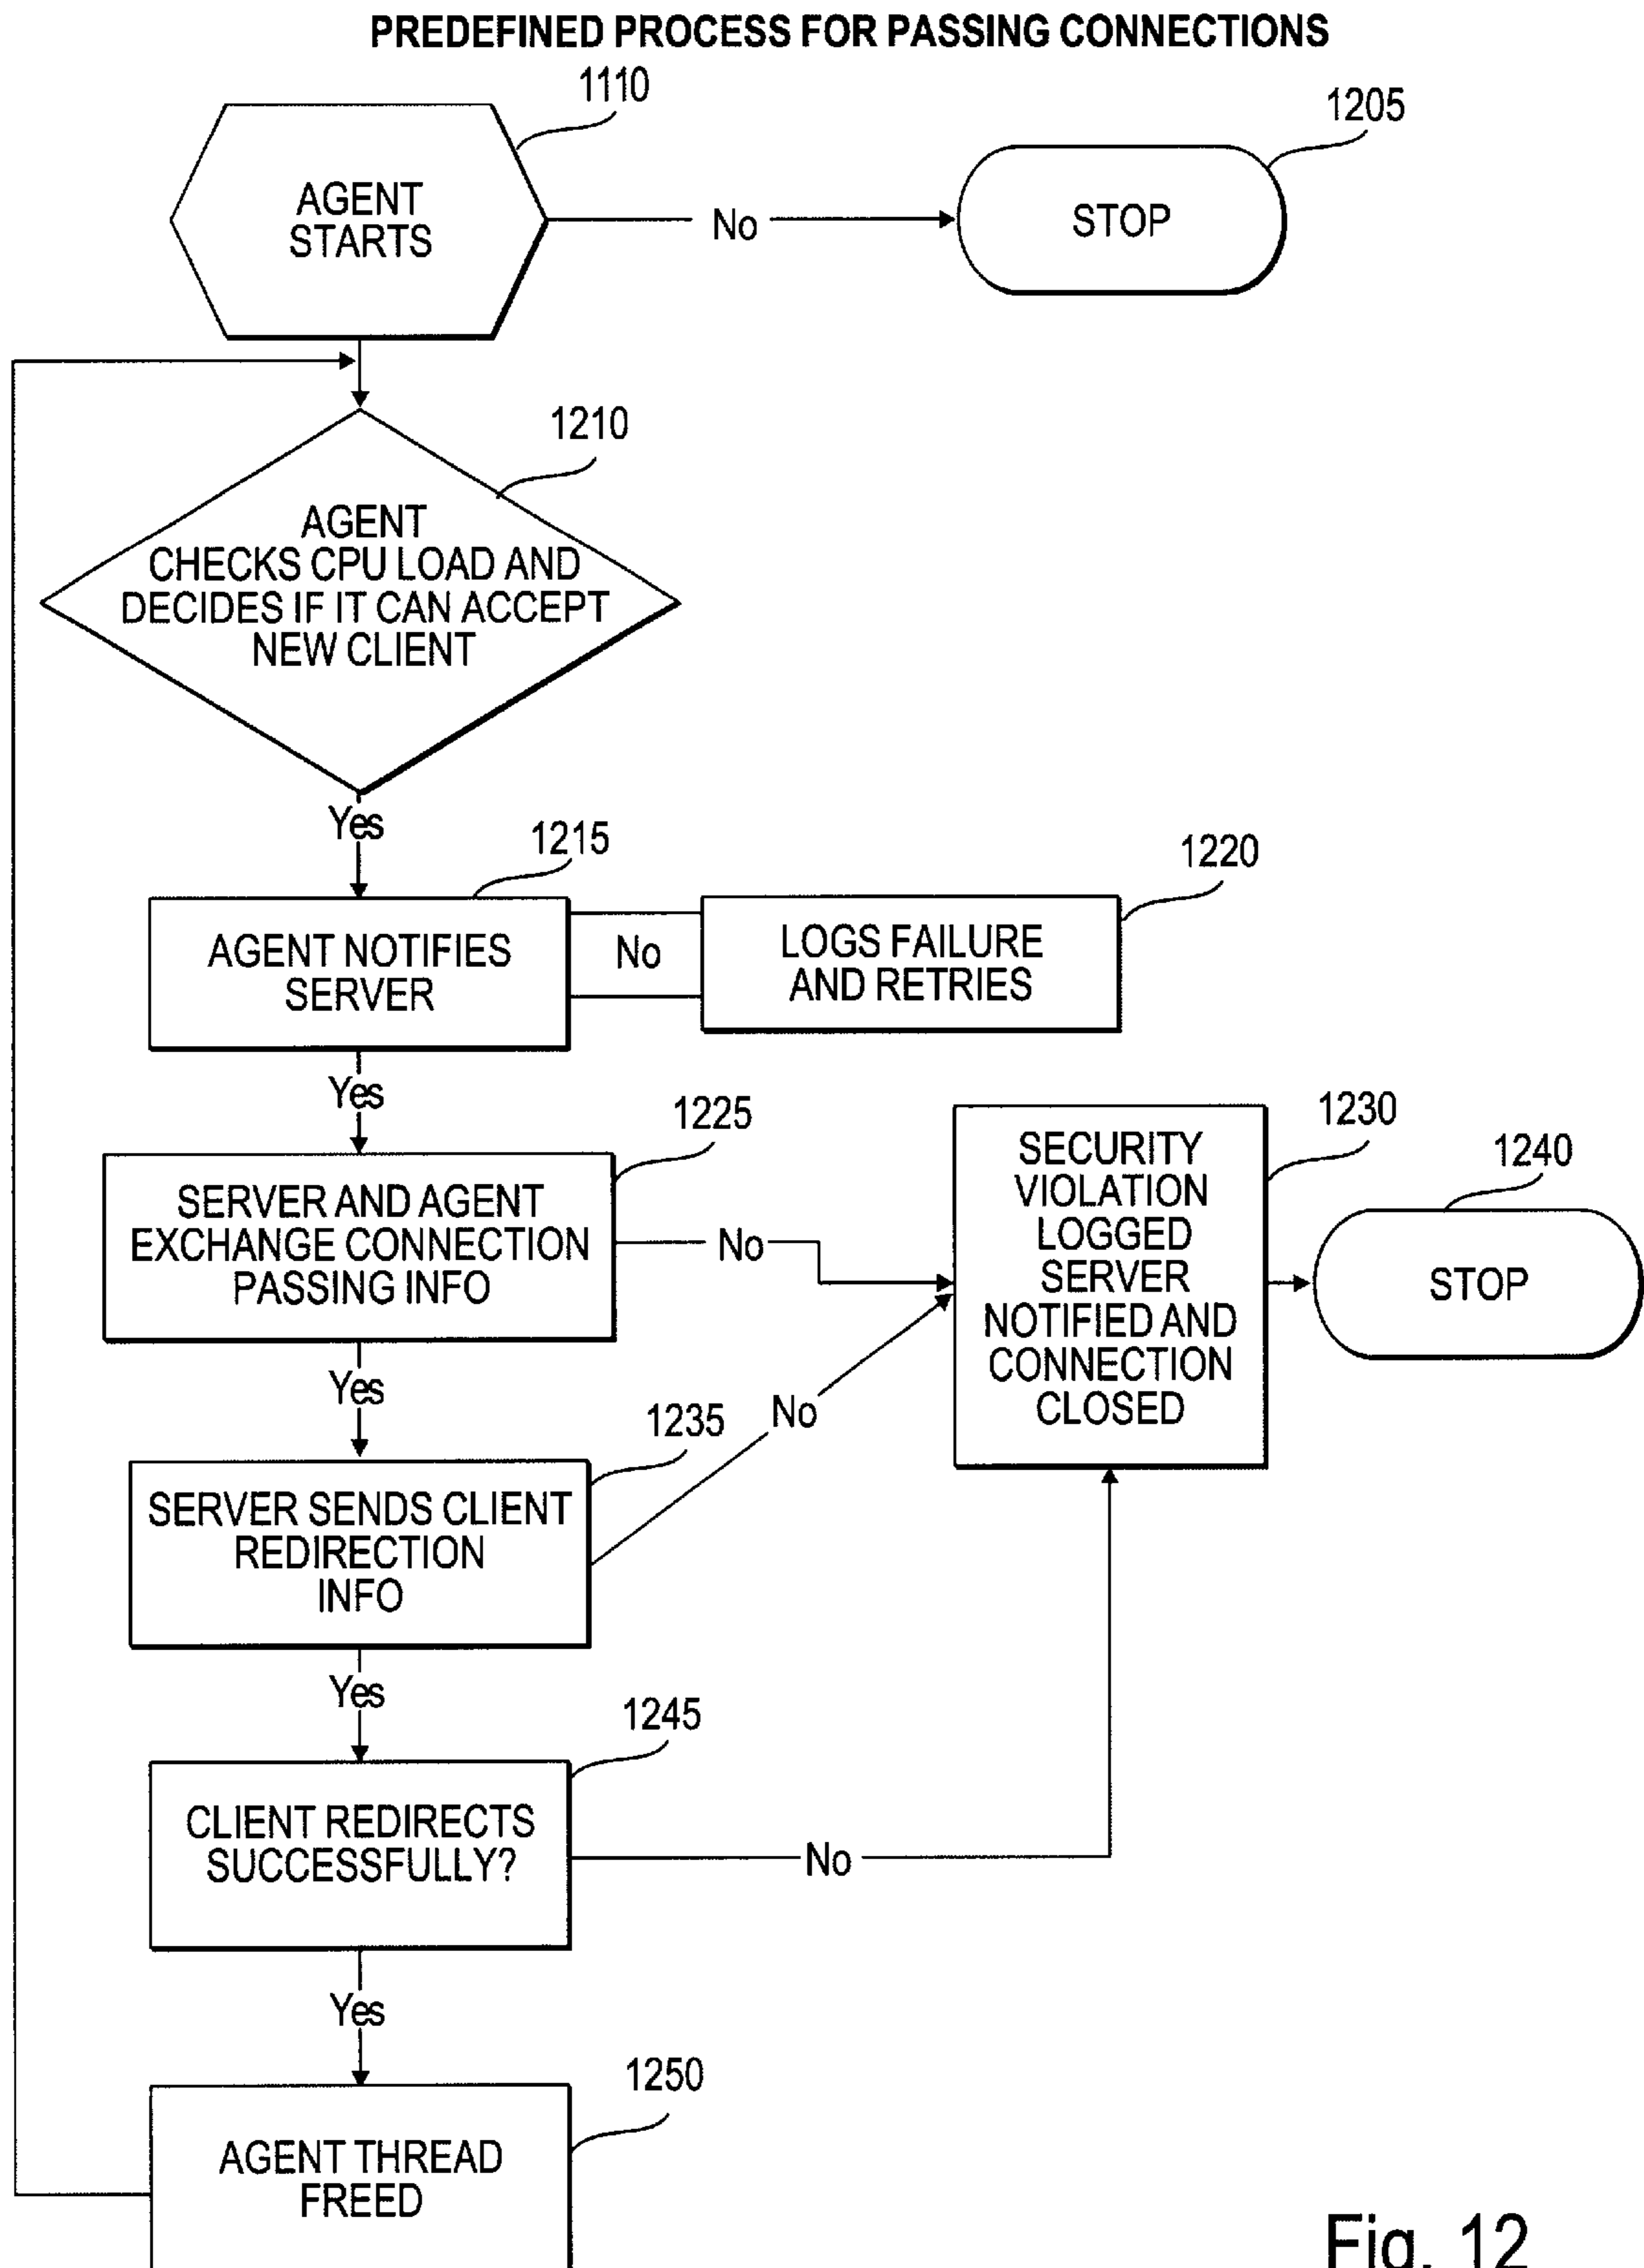 PREDEFINED PROCESS FOR PASSING CONNECTIONS
1110
AGENT
STARTS
No
1205
STOP
1210
AGENT
CHECKS CPU LOAD AND
DECIDES IF IT CAN ACCEPT
NEW CLIENT
Yes
1215
AGENT NOTIFIES
SERVER
No
1220
LOGS FAILURE
AND RETRIES
Yes
1225
SERVER AND AGENT
EXCHANGE CONNECTION
PASSING INFO
No
1230
SECURITY
VIOLATION
LOGGED
SERVER
NOTIFIED AND
CONNECTION
CLOSED
1240
STOP
Yes
1235
SERVER SENDS CLIENT
REDIRECTION
INFO
No
Yes
1245
CLIENT REDIRECTS
SUCCESSFULLY?
No
Yes
1250
AGENT THREAD
FREED
Fig. 12